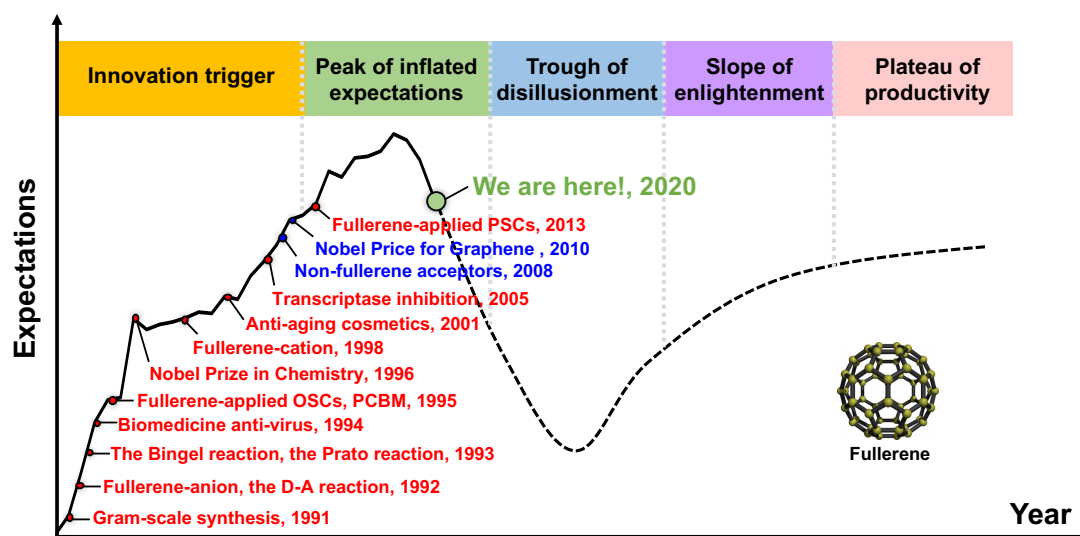 Innovation trigger
Peak of inflated
expectations
Trough of
disillusionment
Slope of
enlightenment
Plateau of
productivity
Expectations
We are here!, 2020
Fullerene-applied PSCs, 2013
Nobel Price for Graphene , 2010
Non-fullerene acceptors, 2008
Transcriptase inhibition, 2005
Anti-aging cosmetics, 2001
Fullerene-cation, 1998
Nobel Prize in Chemistry, 1996
Fullerene-applied OSCs, PCBM, 1995
Biomedicine anti-virus, 1994
The Bingel reaction, the Prato reaction, 1993
Fullerene-anion, the D-A reaction, 1992
Gram-scale synthesis, 1991
Fullerene
Year